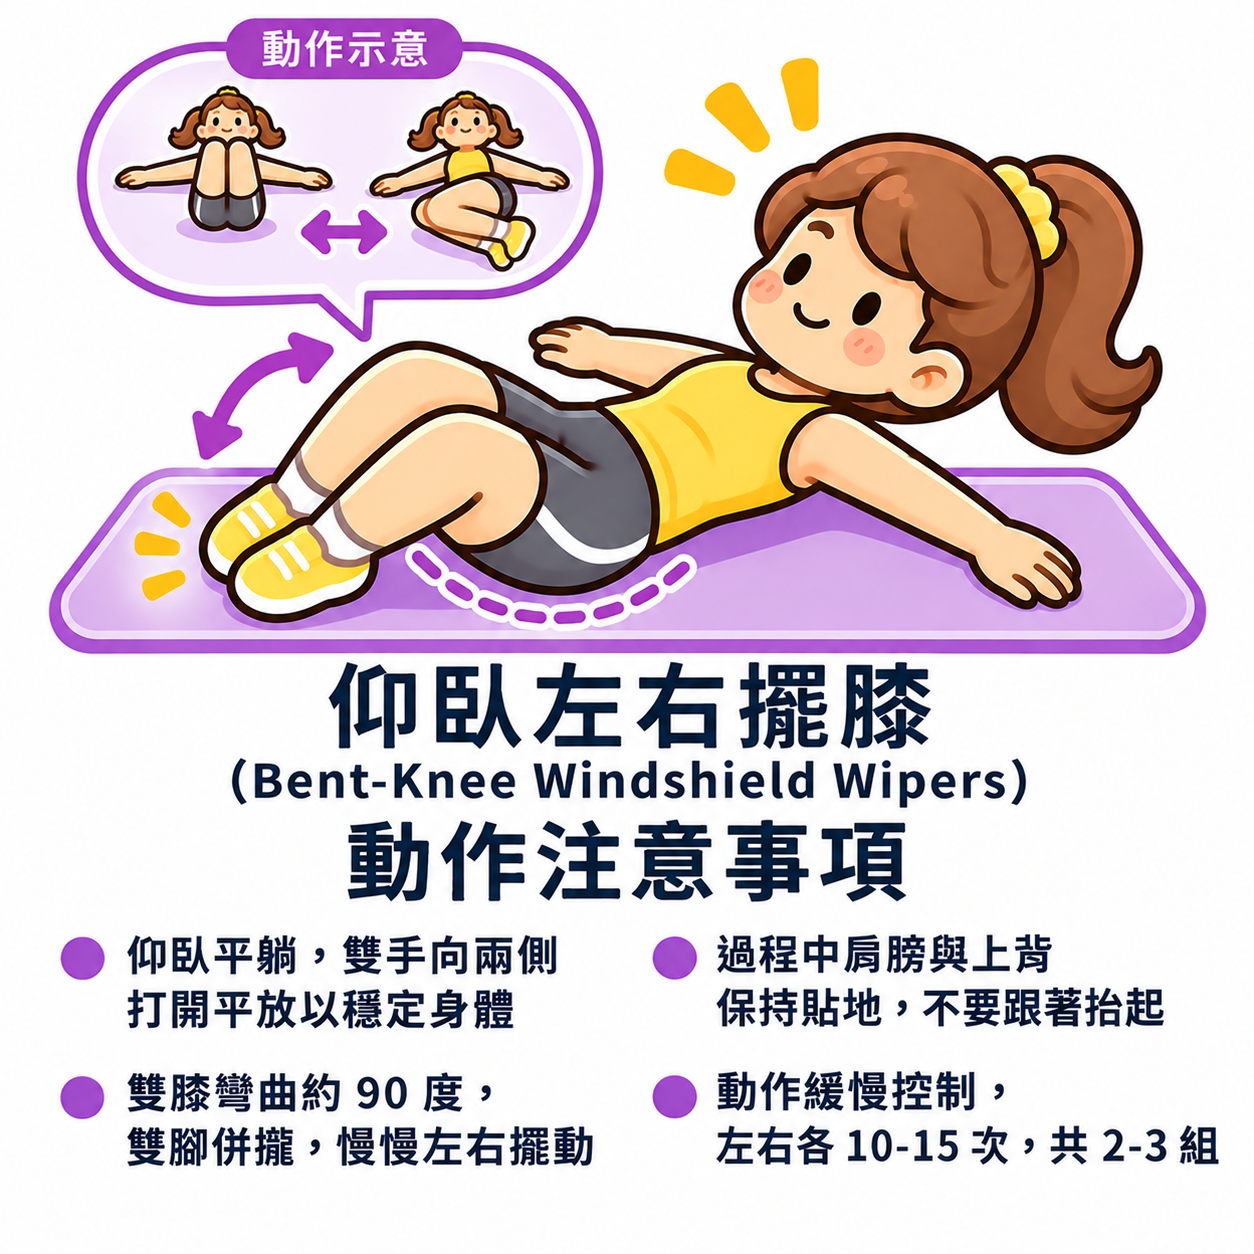 動作示意
仰臥左右擺膝
(Bent-Knee Windshield Wipers)
動作注意事項
仰臥平躺，雙手向兩側
打開平放以穩定身體
雙膝彎曲約 90 度，
雙腳併攏，慢慢左右擺動
過程中肩膀與上背
保持貼地，不要跟著抬起
動作緩慢控制，
左右各 10-15 次，共 2-3 組